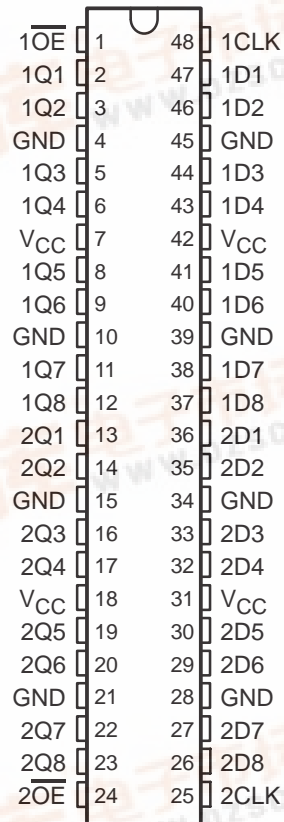 1O̅E̅ 1 48 1CLK
1Q1 2 47 1D1
1Q2 3 46 1D2
GND 4 45 GND
1Q3 5 44 1D3
1Q4 6 43 1D4
VCC 7 42 VCC
1Q5 8 41 1D5
1Q6 9 40 1D6
GND 10 39 GND
1Q7 11 38 1D7
1Q8 12 37 1D8
2Q1 13 36 2D1
2Q2 14 35 2D2
GND 15 34 GND
2Q3 16 33 2D3
2Q4 17 32 2D4
VCC 18 31 VCC
2Q5 19 30 2D5
2Q6 20 29 2D6
GND 21 28 GND
2Q7 22 27 2D7
2Q8 23 26 2D8
2O̅E̅ 24 25 2CLK